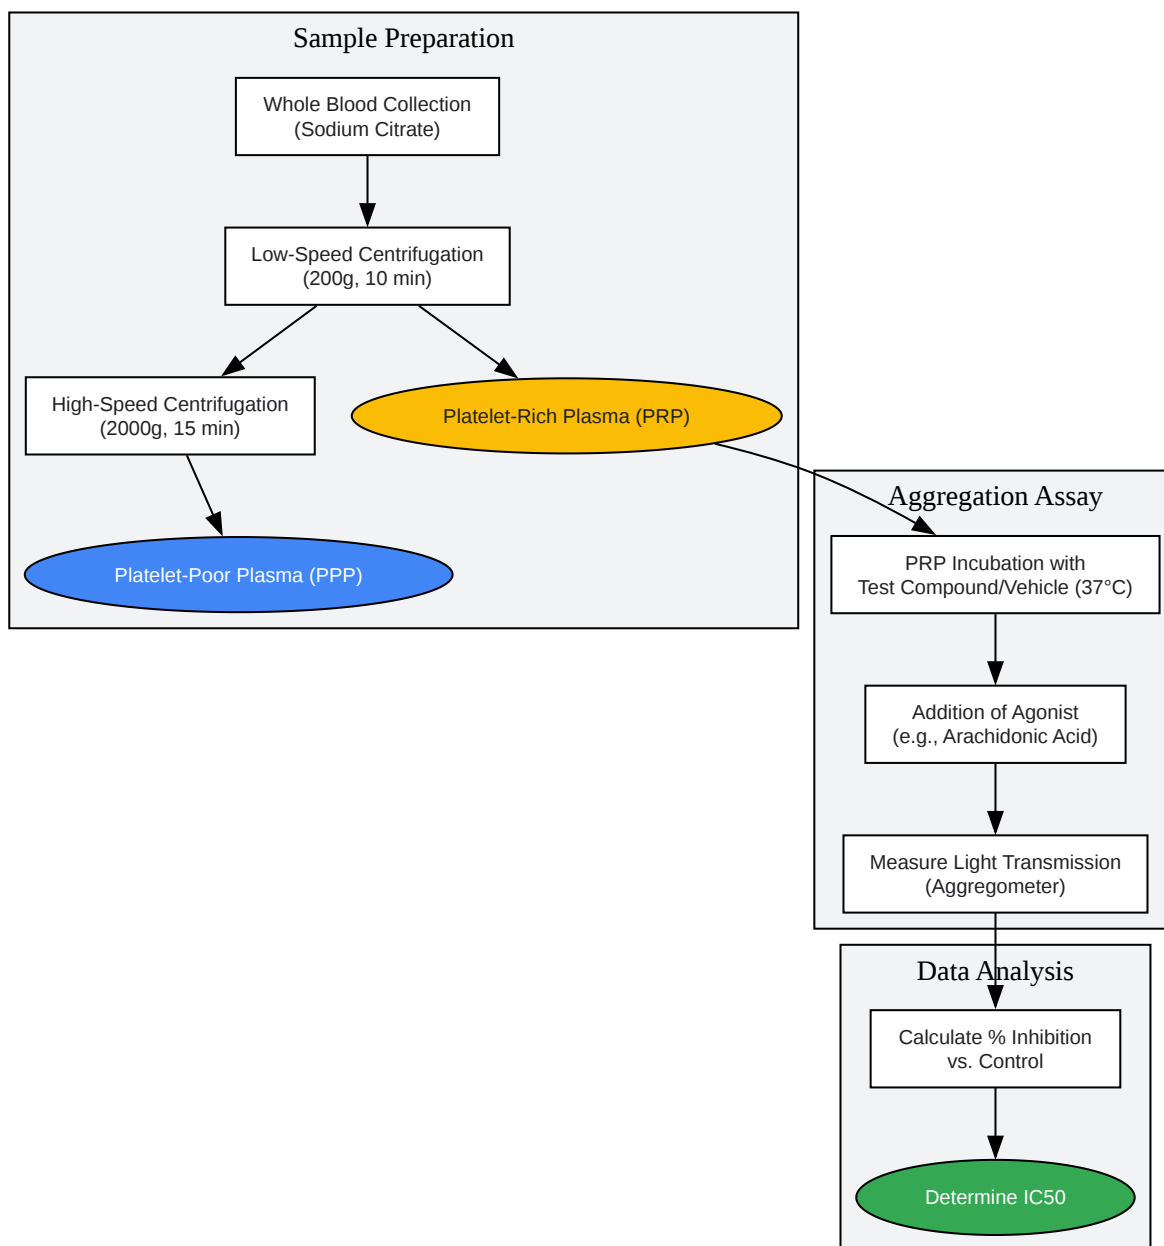 Sample Preparation
Whole Blood Collection
(Sodium Citrate)
Low-Speed Centrifugation
(200g, 10 min)
High-Speed Centrifugation
(2000g, 15 min)
Platelet-Rich Plasma (PRP)
Platelet-Poor Plasma (PPP)
Aggregation Assay
PRP Incubation with
Test Compound/Vehicle (37°C)
Addition of Agonist
(e.g., Arachidonic Acid)
Measure Light Transmission
(Aggregometer)
Data Analysis
Calculate % Inhibition
vs. Control
Determine IC50